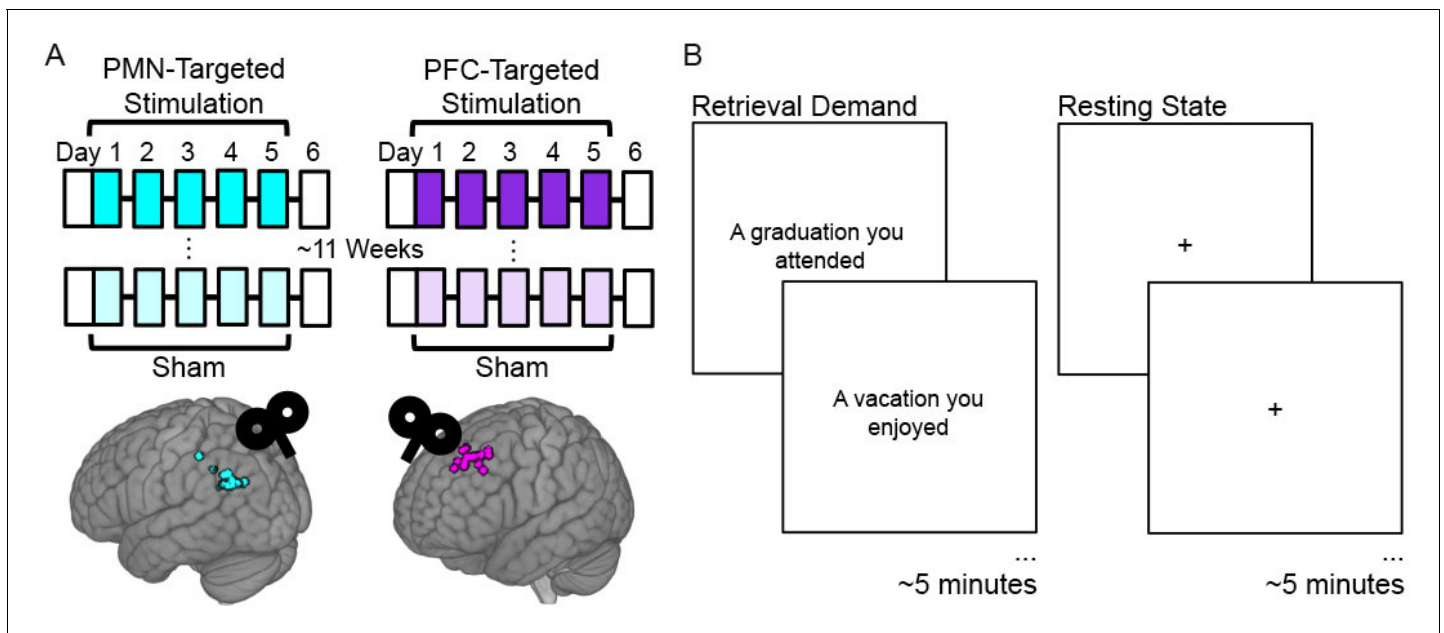 A
PMN-Targeted
Stimulation
Day 1 2 3 4 5 6
PFC-Targeted
Stimulation
Day 1 2 3 4 5 6
~11 Weeks
Sham
Sham
B
Retrieval Demand
A graduation you
attended
A vacation you
enjoyed
...
~5 minutes
Resting State
+
+
...
~5 minutes